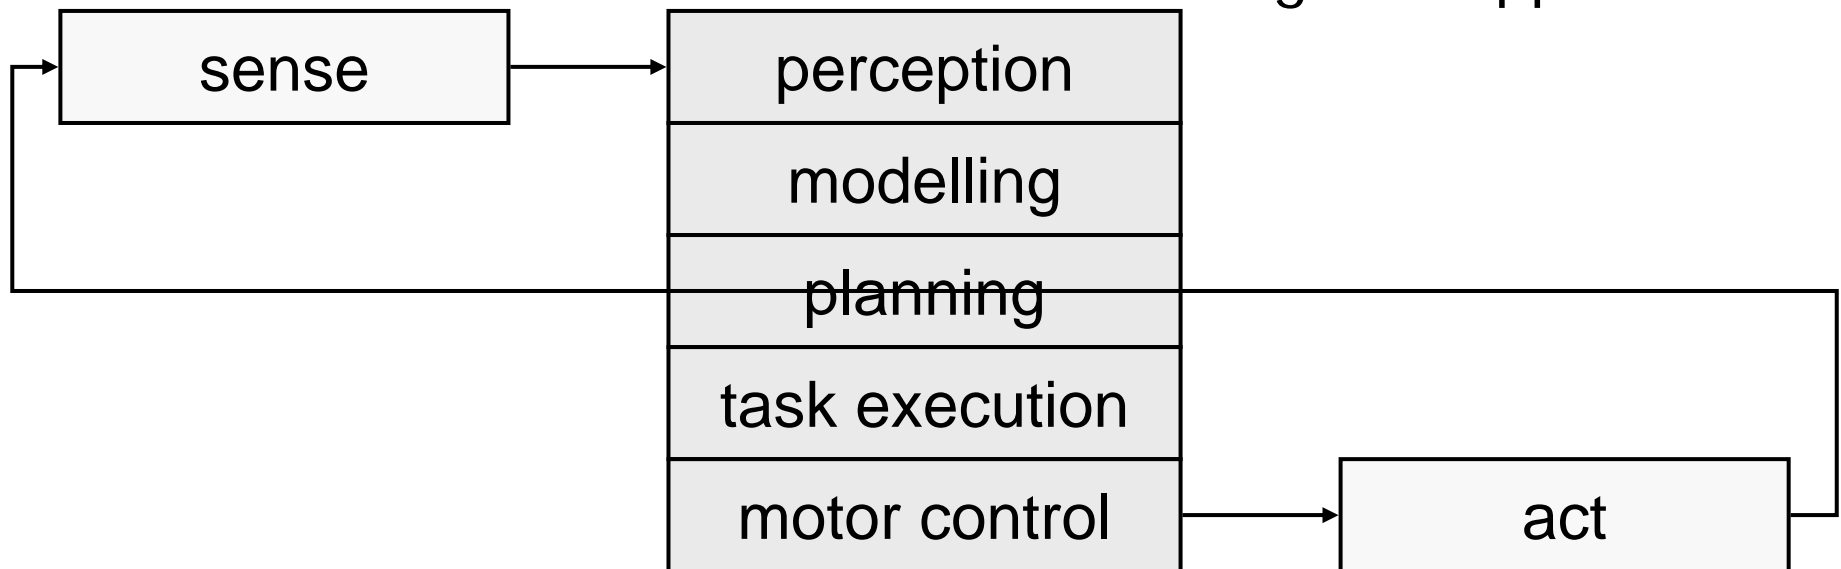 sense
perception
modelling
planning
task execution
motor control
act